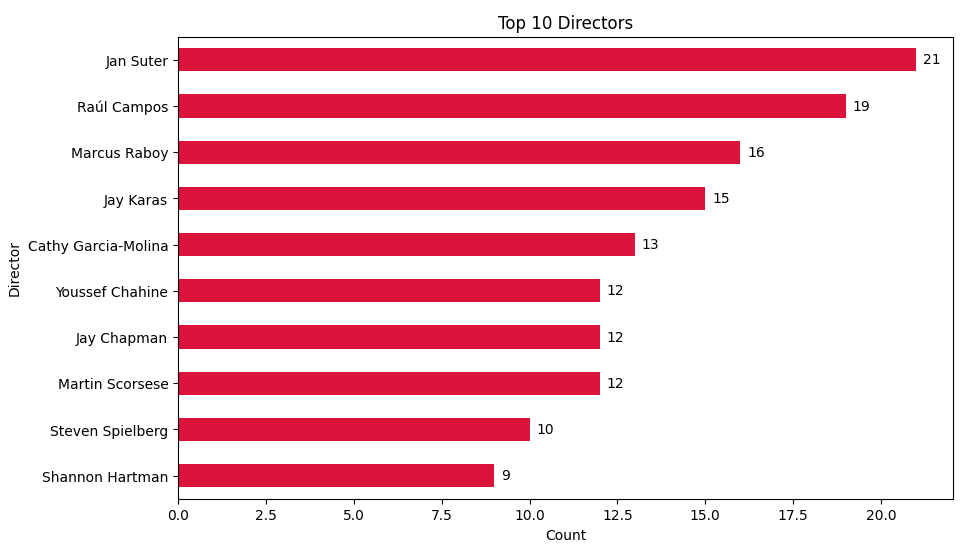 Top 10 Directors
Jan Suter 21
Raúl Campos 19
Marcus Raboy 16
Jay Karas 15
Cathy Garcia-Molina 13
Youssef Chahine 12
Jay Chapman 12
Martin Scorsese 12
Steven Spielberg 10
Shannon Hartman 9
Director
0.0 2.5 5.0 7.5 10.0 12.5 15.0 17.5 20.0
Count